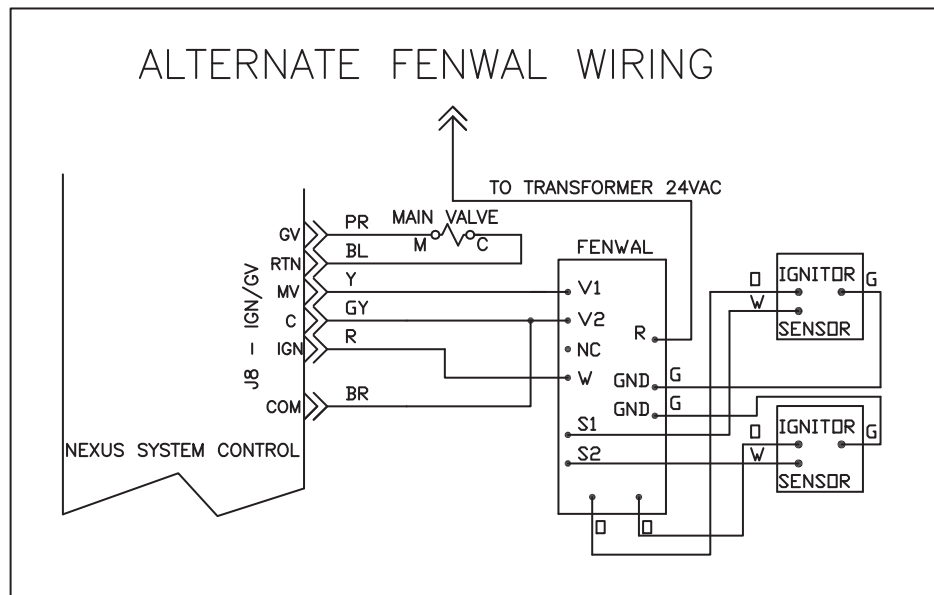 ALTERNATE FENWAL WIRING
TO TRANSFORMER 24VAC
GV
PR
MAIN VALVE
M
C
RTN
BL
MV
Y
C
GY
IGN
R
COM
BR
J8 – IGN/GV
NEXUS SYSTEM CONTROL
FENWAL
V1
V2
NC
W
S1
S2
R
GND
G
GND
G
O
O
O
W
IGNITOR
G
SENSOR
O
W
IGNITOR
G
SENSOR